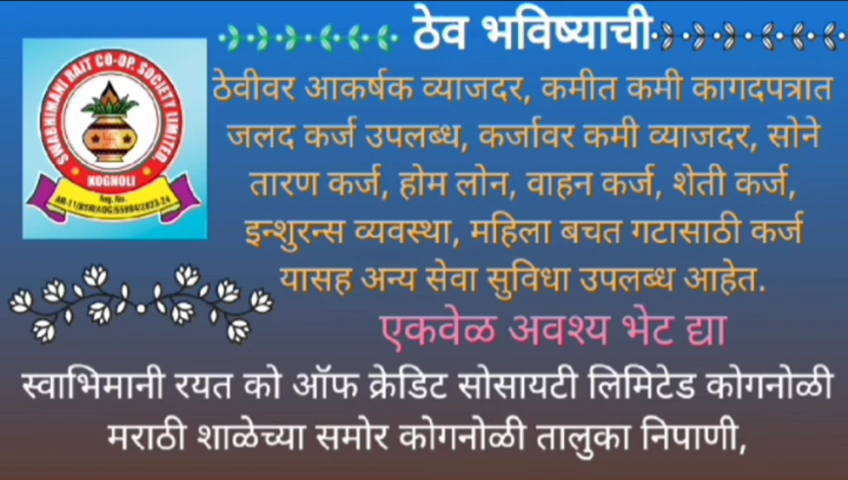 ठेव भविष्याची
ठेवीवर आकर्षक व्याजदर, कमीत कमी कागदपत्रात
जलद कर्ज उपलब्ध, कर्जावर कमी व्याजदर, सोने
तारण कर्ज, होम लोन, वाहन कर्ज, शेती कर्ज,
इन्शुरन्स व्यवस्था, महिला बचत गटासाठी कर्ज
यासह अन्य सेवा सुविधा उपलब्ध आहेत.
एकवेळ अवश्य भेट द्या
स्वाभिमानी रयत को ऑफ क्रेडिट सोसायटी लिमिटेड कोगनोळी
मराठी शाळेच्या समोर कोगनोळी तालुका निपाणी,
SWABHIMANI RAIT CO-OP. SOCIETY LIMITED.
KOGNOLI
Reg. No.